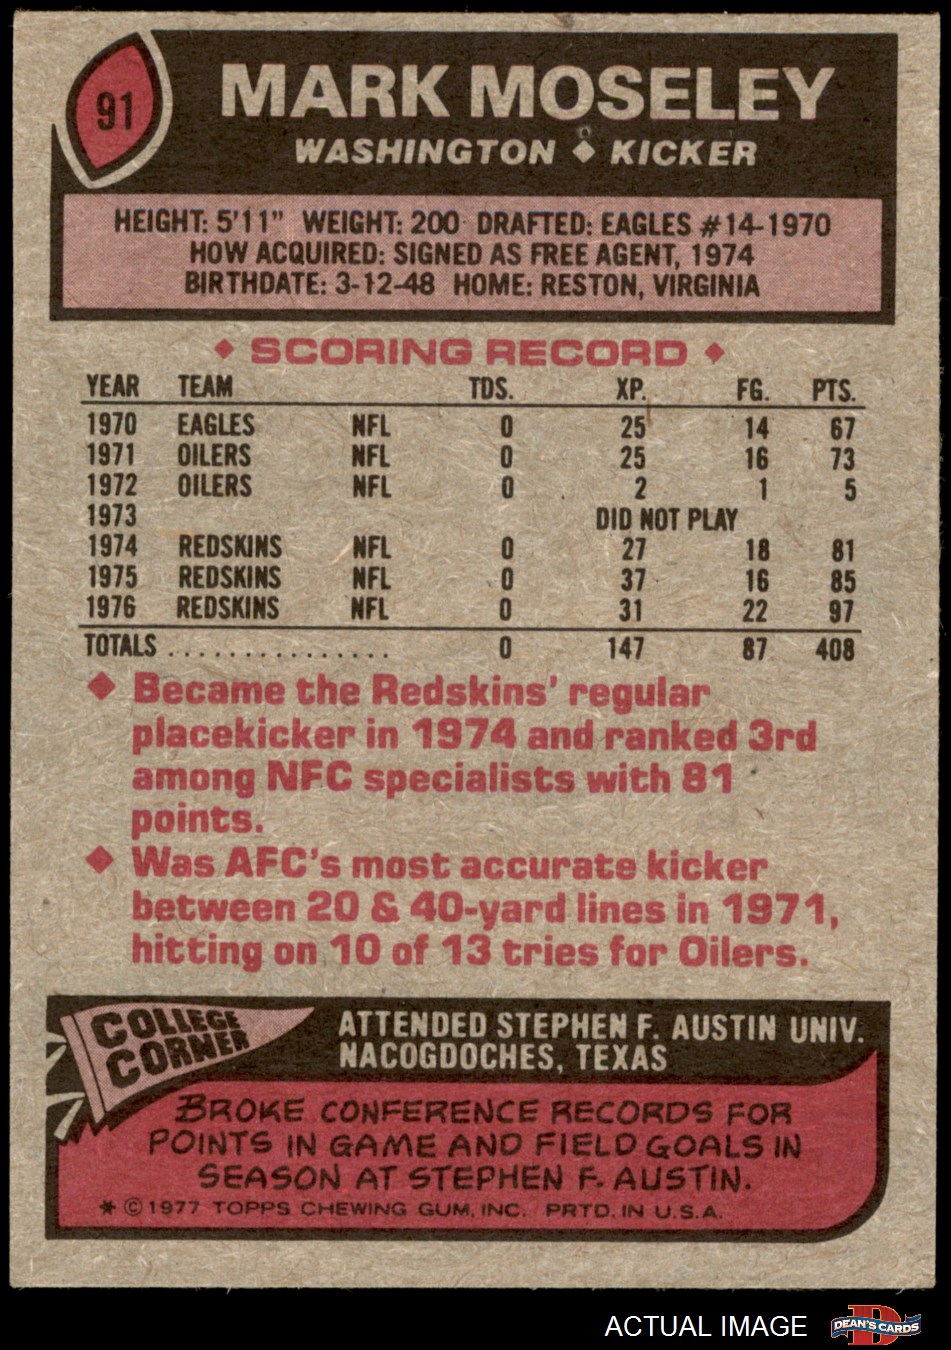 91
MARK MOSELEY
WASHINGTON ◆ KICKER
HEIGHT: 5'11" WEIGHT: 200 DRAFTED: EAGLES #14-1970
HOW ACQUIRED: SIGNED AS FREE AGENT, 1974
BIRTHDATE: 3-12-48 HOME: RESTON, VIRGINIA
◆ SCORING RECORD ◆
YEAR TEAM TDS. XP. FG. PTS.
1970 EAGLES NFL 0 25 14 67
1971 OILERS NFL 0 25 16 73
1972 OILERS NFL 0 2 1 5
1973 DID NOT PLAY
1974 REDSKINS NFL 0 27 18 81
1975 REDSKINS NFL 0 37 16 85
1976 REDSKINS NFL 0 31 22 97
TOTALS ................ 0 147 87 408
◆ Became the Redskins' regular
placekicker in 1974 and ranked 3rd
among NFC specialists with 81
points.
◆ Was AFC's most accurate kicker
between 20 & 40-yard lines in 1971,
hitting on 10 of 13 tries for Oilers.
COLLEGE
CORNER
ATTENDED STEPHEN F. AUSTIN UNIV.
NACOGDOCHES, TEXAS
BROKE CONFERENCE RECORDS FOR
POINTS IN GAME AND FIELD GOALS IN
SEASON AT STEPHEN F. AUSTIN.
* © 1977 TOPPS CHEWING GUM, INC. PRTD. IN U.S.A.
ACTUAL IMAGE
DEAN'S CARDS